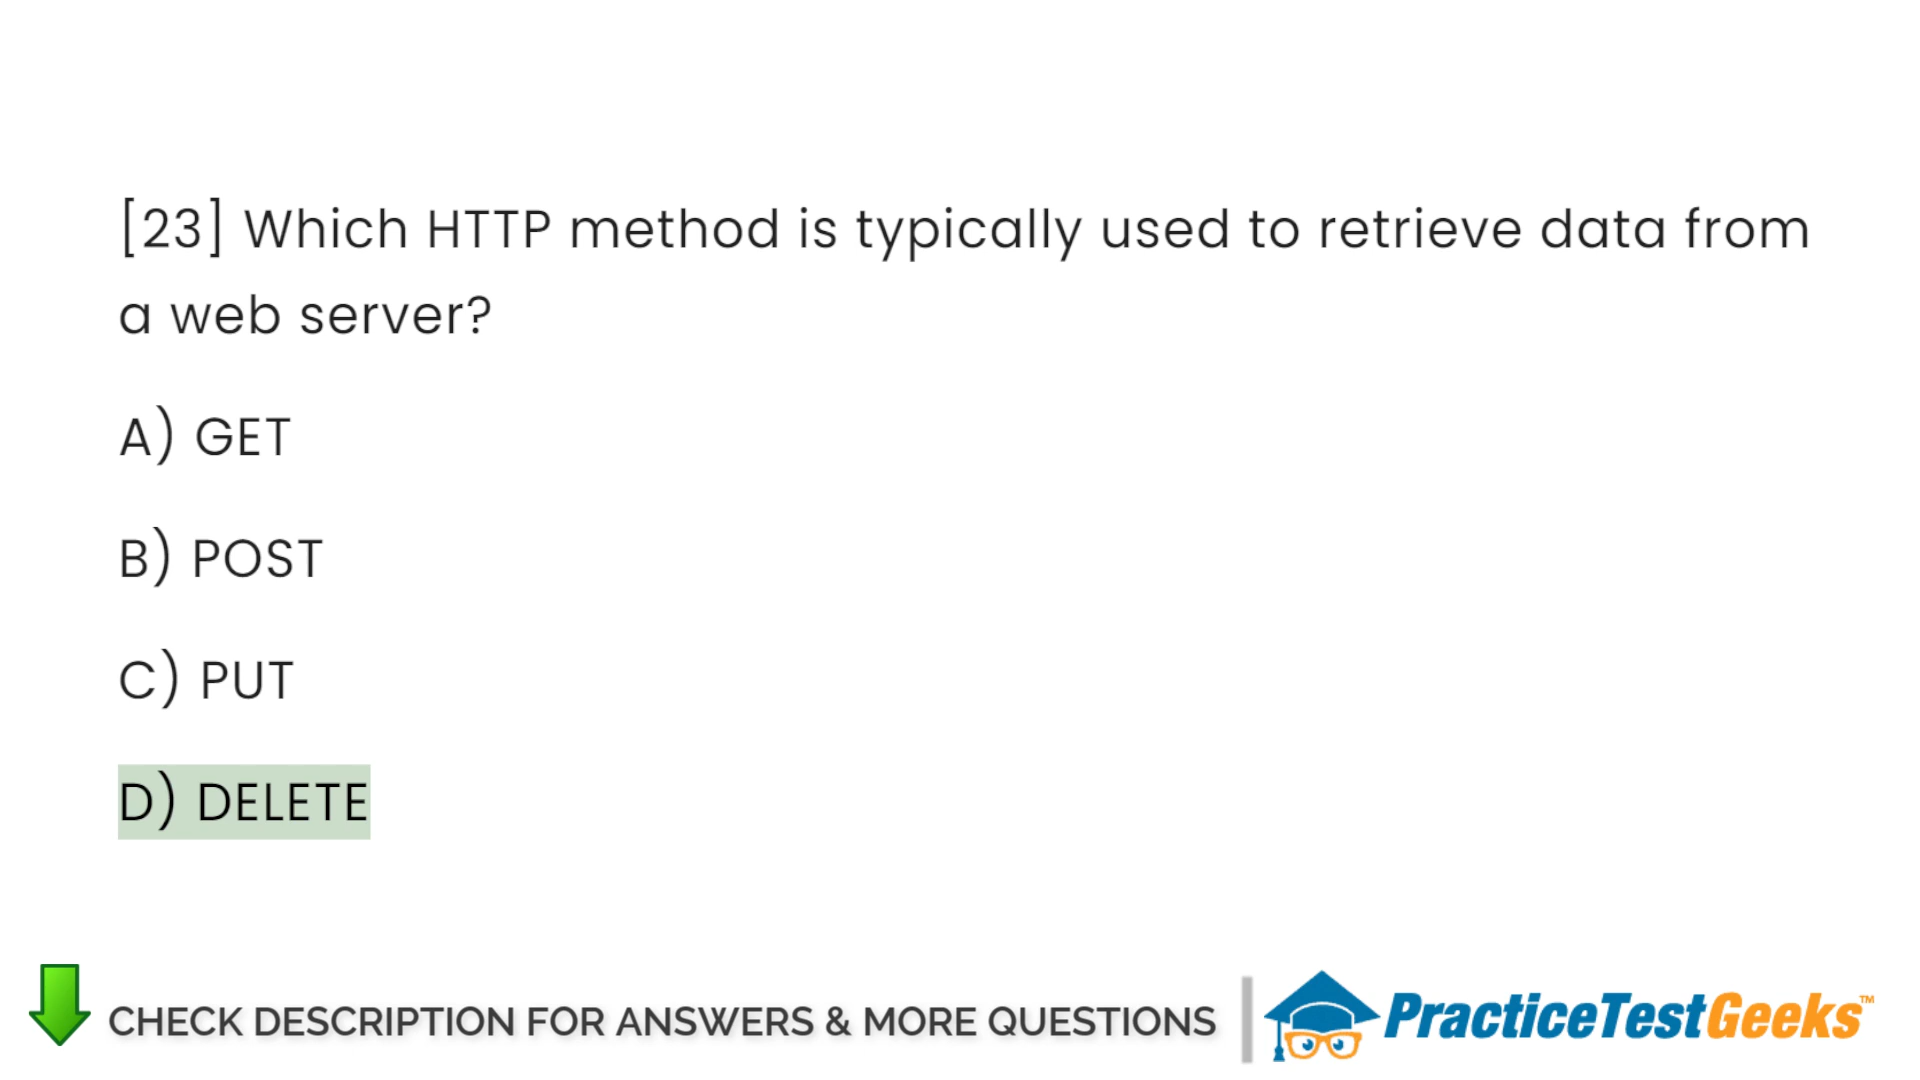 [23] Which HTTP method is typically used to retrieve data from
a web server?
A) GET
B) POST
C) PUT
D) DELETE
CHECK DESCRIPTION FOR ANSWERS & MORE QUESTIONS
PracticeTestGeeks™